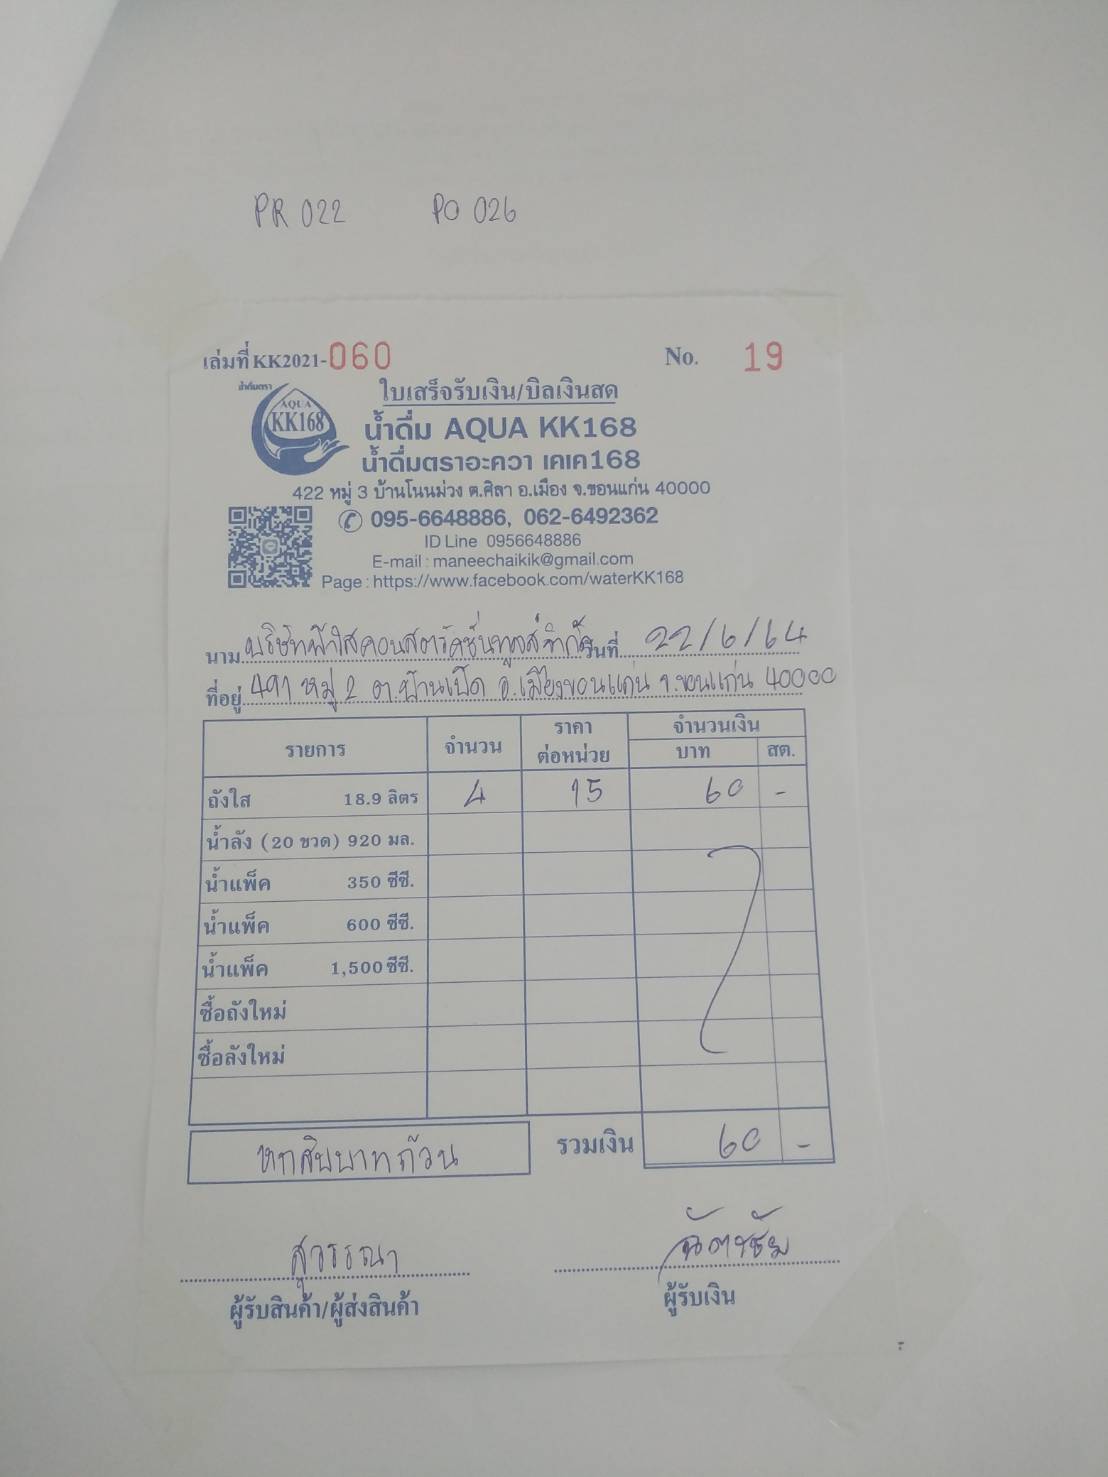 PR 022 PO 026
เล่มที่ KK2021-060 No. 19
น้ำดื่มตรา
AQUA
KK168
ใบเสร็จรับเงิน/บิลเงินสด
น้ำดื่ม AQUA KK168
น้ำดื่มตราอะควา เคเค168
422 หมู่ 3 บ้านโนนม่วง ต.ศิลา อ.เมือง จ.ขอนแก่น 40000
095-6648886, 062-6492362
ID Line 0956648886
E-mail : maneechaikik@gmail.com
Page : https://www.facebook.com/waterKK168
นาม บริษัทฟ้าใสคอนสตรัคชั่นทูลส์จำกัด วันที่ 22/6/64
ที่อยู่ 491 หมู่ 2 ต.บ้านเป็ด อ.เมืองขอนแก่น จ.ขอนแก่น 40000
รายการ จำนวน ราคา ต่อหน่วย จำนวนเงิน
บาท สต.
ถังใส 18.9 ลิตร 4 15 60 -
น้ำลัง (20 ขวด) 920 มล.
น้ำแพ็ค 350 ซีซี.
น้ำแพ็ค 600 ซีซี.
น้ำแพ็ค 1,500 ซีซี.
ซื้อถังใหม่
ซื้อลังใหม่
หกสิบบาทถ้วน รวมเงิน 60 -
สุวรรณา ฉัตรชัย
ผู้รับสินค้า/ผู้ส่งสินค้า ผู้รับเงิน